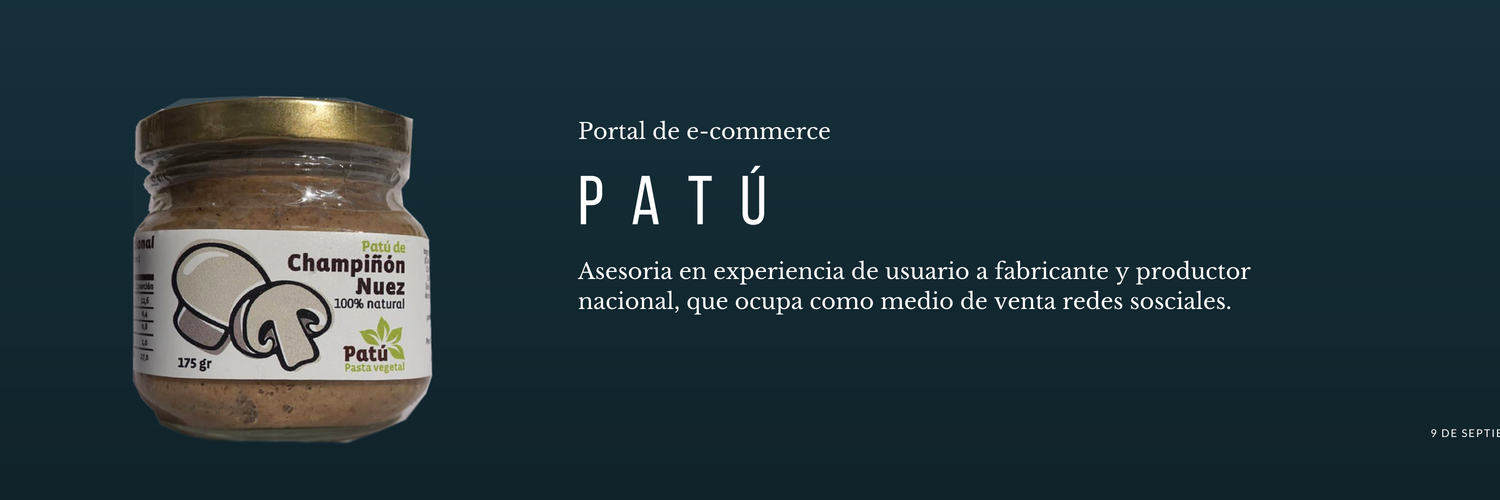 Portal de e-commerce
PATÚ
Asesoria en experiencia de usuario a fabricante y productor
nacional, que ocupa como medio de venta redes sosciales.
Patú de
Champiñón
Nuez
100% natural
Patú
Pasta vegetal
175 gr
9 DE